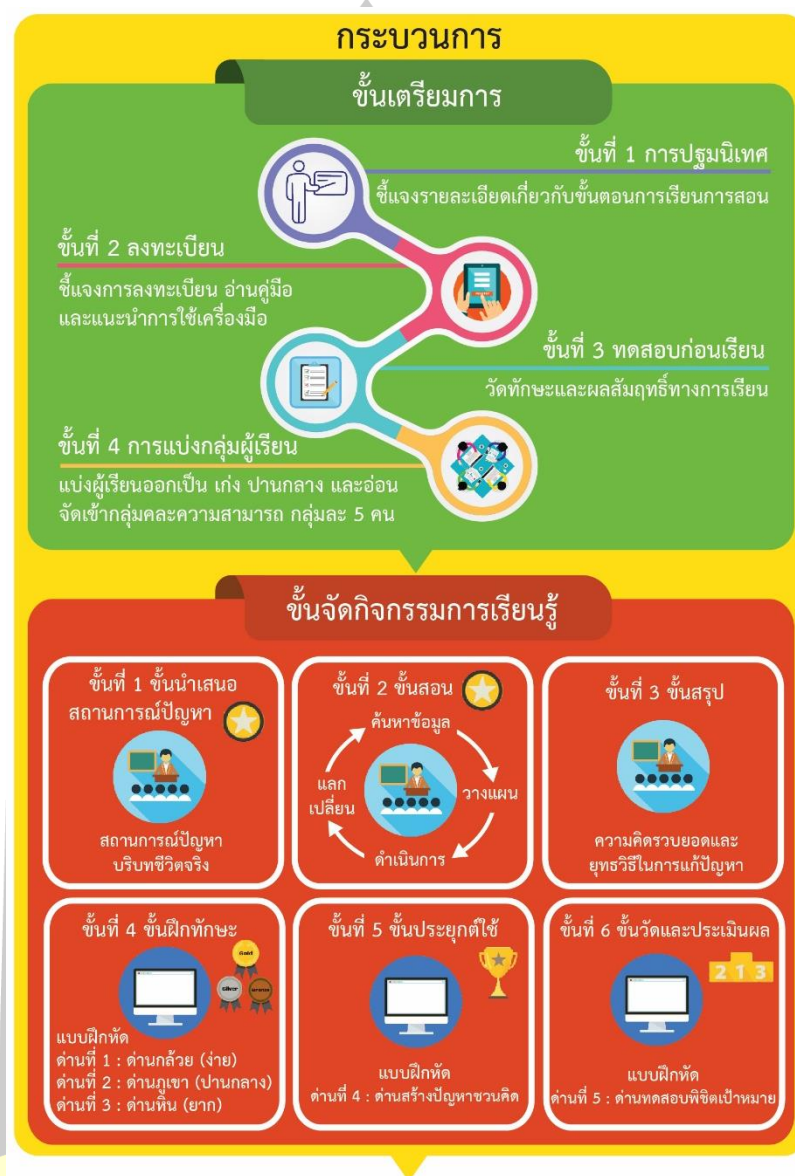 กระบวนการ
ขั้นเตรียมการ
ขั้นที่ 1 การปฐมนิเทศ
ชี้แจงรายละเอียดเกี่ยวกับขั้นตอนการเรียนการสอน
ขั้นที่ 2 ลงทะเบียน
ชี้แจงการลงทะเบียน อ่านคู่มือ
และแนะนำการใช้เครื่องมือ
ขั้นที่ 3 ทดสอบก่อนเรียน
วัดทักษะและผลสัมฤทธิ์ทางการเรียน
ขั้นที่ 4 การแบ่งกลุ่มผู้เรียน
แบ่งผู้เรียนออกเป็น เก่ง ปานกลาง และอ่อน
จัดเข้ากลุ่มคละความสามารถ กลุ่มละ 5 คน
ขั้นจัดกิจกรรมการเรียนรู้
ขั้นที่ 1 ขั้นนำเสนอ
สถานการณ์ปัญหา
สถานการณ์ปัญหา
บริบทชีวิตจริง
ขั้นที่ 2 ขั้นสอน
ค้นหาข้อมูล
วางแผน
ดำเนินการ
แลก
เปลี่ยน
ขั้นที่ 3 ขั้นสรุป
ความคิดรวบยอดและ
ยุทธวิธีในการแก้ปัญหา
ขั้นที่ 4 ขั้นฝึกทักษะ
Gold
Silver
Bronze
แบบฝึกหัด
ด่านที่ 1 : ด่านกล้วย (ง่าย)
ด่านที่ 2 : ด่านภูเขา (ปานกลาง)
ด่านที่ 3 : ด่านหิน (ยาก)
ขั้นที่ 5 ขั้นประยุกต์ใช้
แบบฝึกหัด
ด่านที่ 4 : ด่านสร้างปัญหาชวนคิด
ขั้นที่ 6 ขั้นวัดและประเมินผล
2 1 3
แบบฝึกหัด
ด่านที่ 5 : ด่านทดสอบพิชิตเป้าหมาย